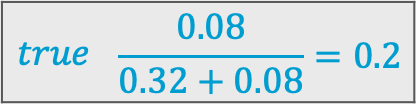 true 0.08 / (0.32 + 0.08) = 0.2